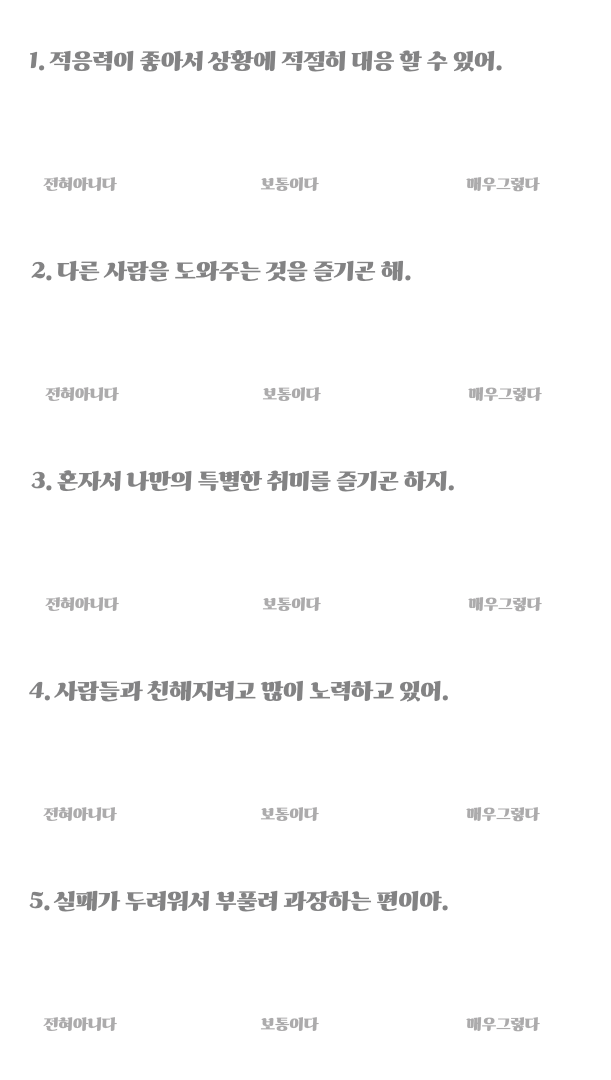 1. 적응력이 좋아서 상황에 적절히 대응 할 수 있어.
전혀아니다 보통이다 매우그렇다
2. 다른 사람을 도와주는 것을 즐기곤 해.
전혀아니다 보통이다 매우그렇다
3. 혼자서 나만의 특별한 취미를 즐기곤 하지.
전혀아니다 보통이다 매우그렇다
4. 사람들과 친해지려고 많이 노력하고 있어.
전혀아니다 보통이다 매우그렇다
5. 실패가 두려워서 부풀려 과장하는 편이야.
전혀아니다 보통이다 매우그렇다